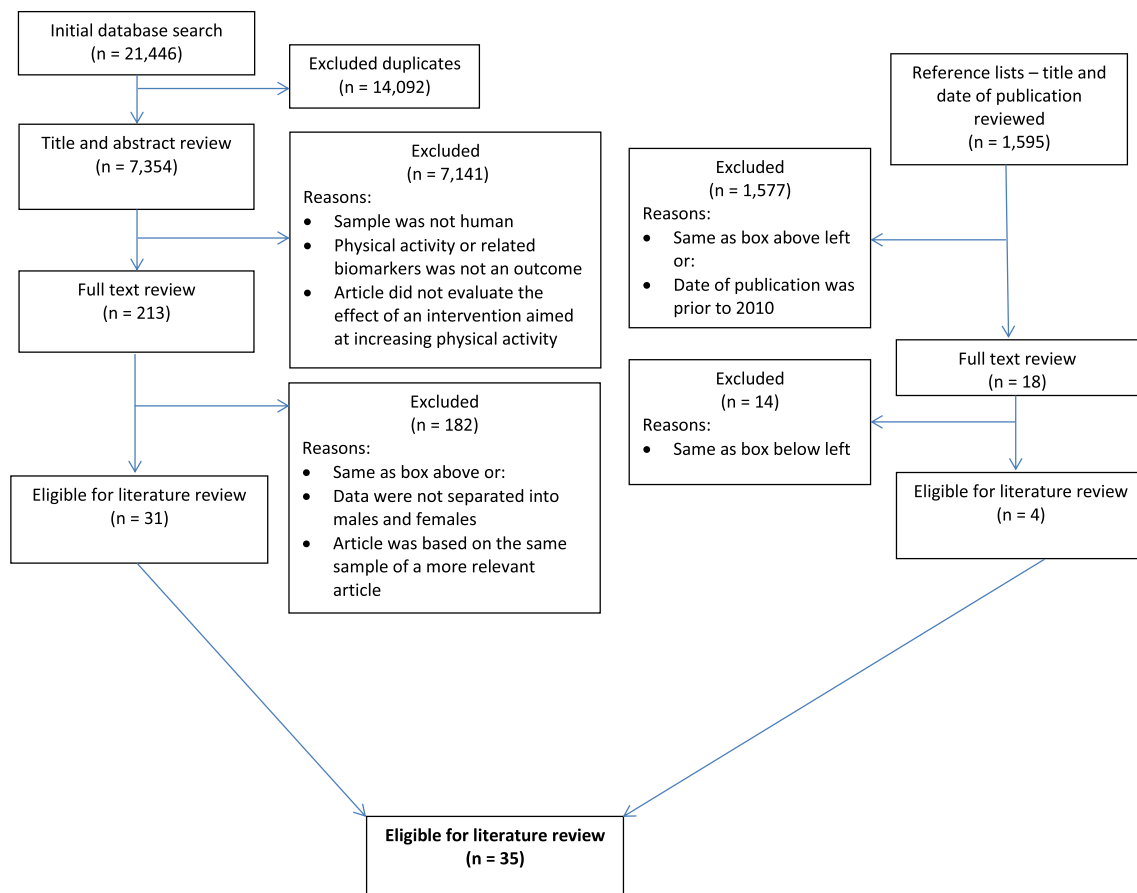 Initial database search
(n = 21,446)
Excluded duplicates
(n = 14,092)
Title and abstract review
(n = 7,354)
Excluded
(n = 7,141)
Reasons:
• Sample was not human
• Physical activity or related
biomarkers was not an outcome
• Article did not evaluate the
effect of an intervention aimed
at increasing physical activity
Full text review
(n = 213)
Excluded
(n = 182)
Reasons:
• Same as box above or:
• Data were not separated into
males and females
• Article was based on the same
sample of a more relevant
article
Eligible for literature review
(n = 31)
Reference lists – title and
date of publication
reviewed
(n = 1,595)
Excluded
(n = 1,577)
Reasons:
• Same as box above left
or:
• Date of publication was
prior to 2010
Full text review
(n = 18)
Excluded
(n = 14)
Reasons:
• Same as box below left
Eligible for literature review
(n = 4)
Eligible for literature review
(n = 35)